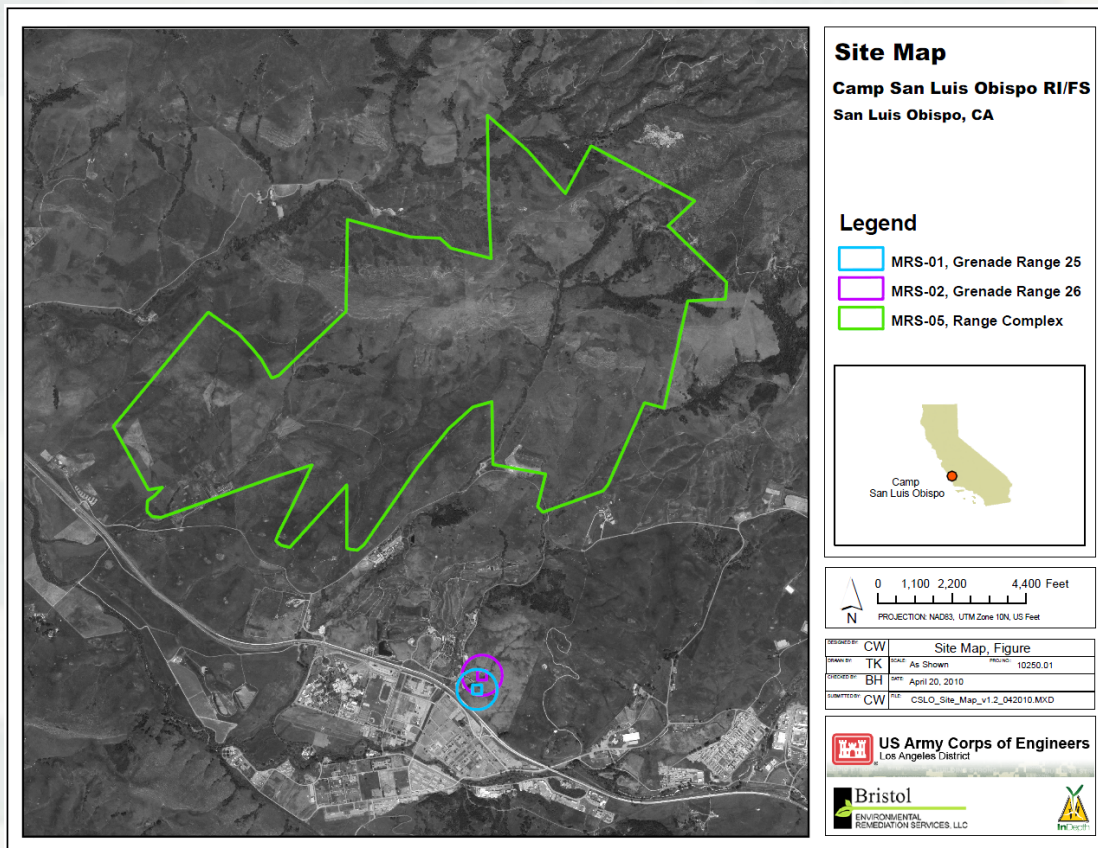 Site Map
Camp San Luis Obispo RI/FS
San Luis Obispo, CA
Legend
MRS-01, Grenade Range 25
MRS-02, Grenade Range 26
MRS-05, Range Complex
Camp
San Luis Obispo
0 1,100 2,200 4,400 Feet
N
PROJECTION: NAD83, UTM Zone 10N, US Feet
DESIGNED BY: CW Site Map, Figure
DRAWN BY: TK SCALE: As Shown PROJ NO: 10250.01
CHECKED BY: BH DATE: April 20, 2010
SUBMITTED BY: CW FILE: CSLO_Site_Map_v1.2_042010.MXD
US Army Corps of Engineers
Los Angeles District
Bristol
ENVIRONMENTAL
REMEDIATION SERVICES, LLC
InDepth